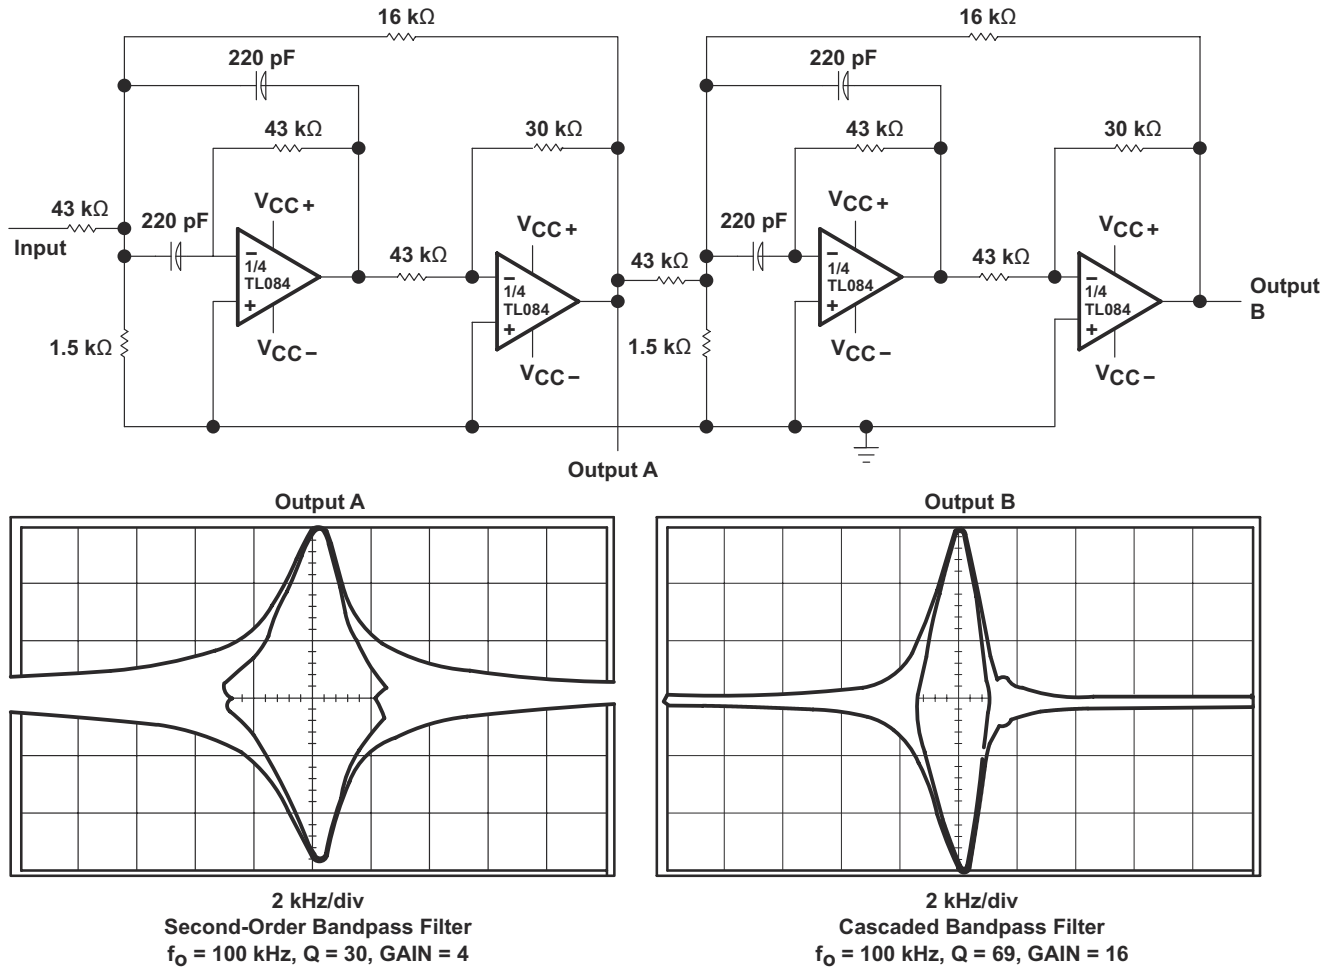 16 kΩ
16 kΩ
220 pF
220 pF
43 kΩ
30 kΩ
43 kΩ
30 kΩ
43 kΩ
Input
220 pF
VCC+
−
1/4
TL084
+
VCC−
43 kΩ
VCC+
−
1/4
TL084
+
VCC−
43 kΩ
220 pF
VCC+
−
1/4
TL084
+
VCC−
43 kΩ
VCC+
−
1/4
TL084
+
VCC−
Output
B
1.5 kΩ
1.5 kΩ
Output A
Output A
Output B
2 kHz/div
Second-Order Bandpass Filter
fo = 100 kHz, Q = 30, GAIN = 4
2 kHz/div
Cascaded Bandpass Filter
fo = 100 kHz, Q = 69, GAIN = 16